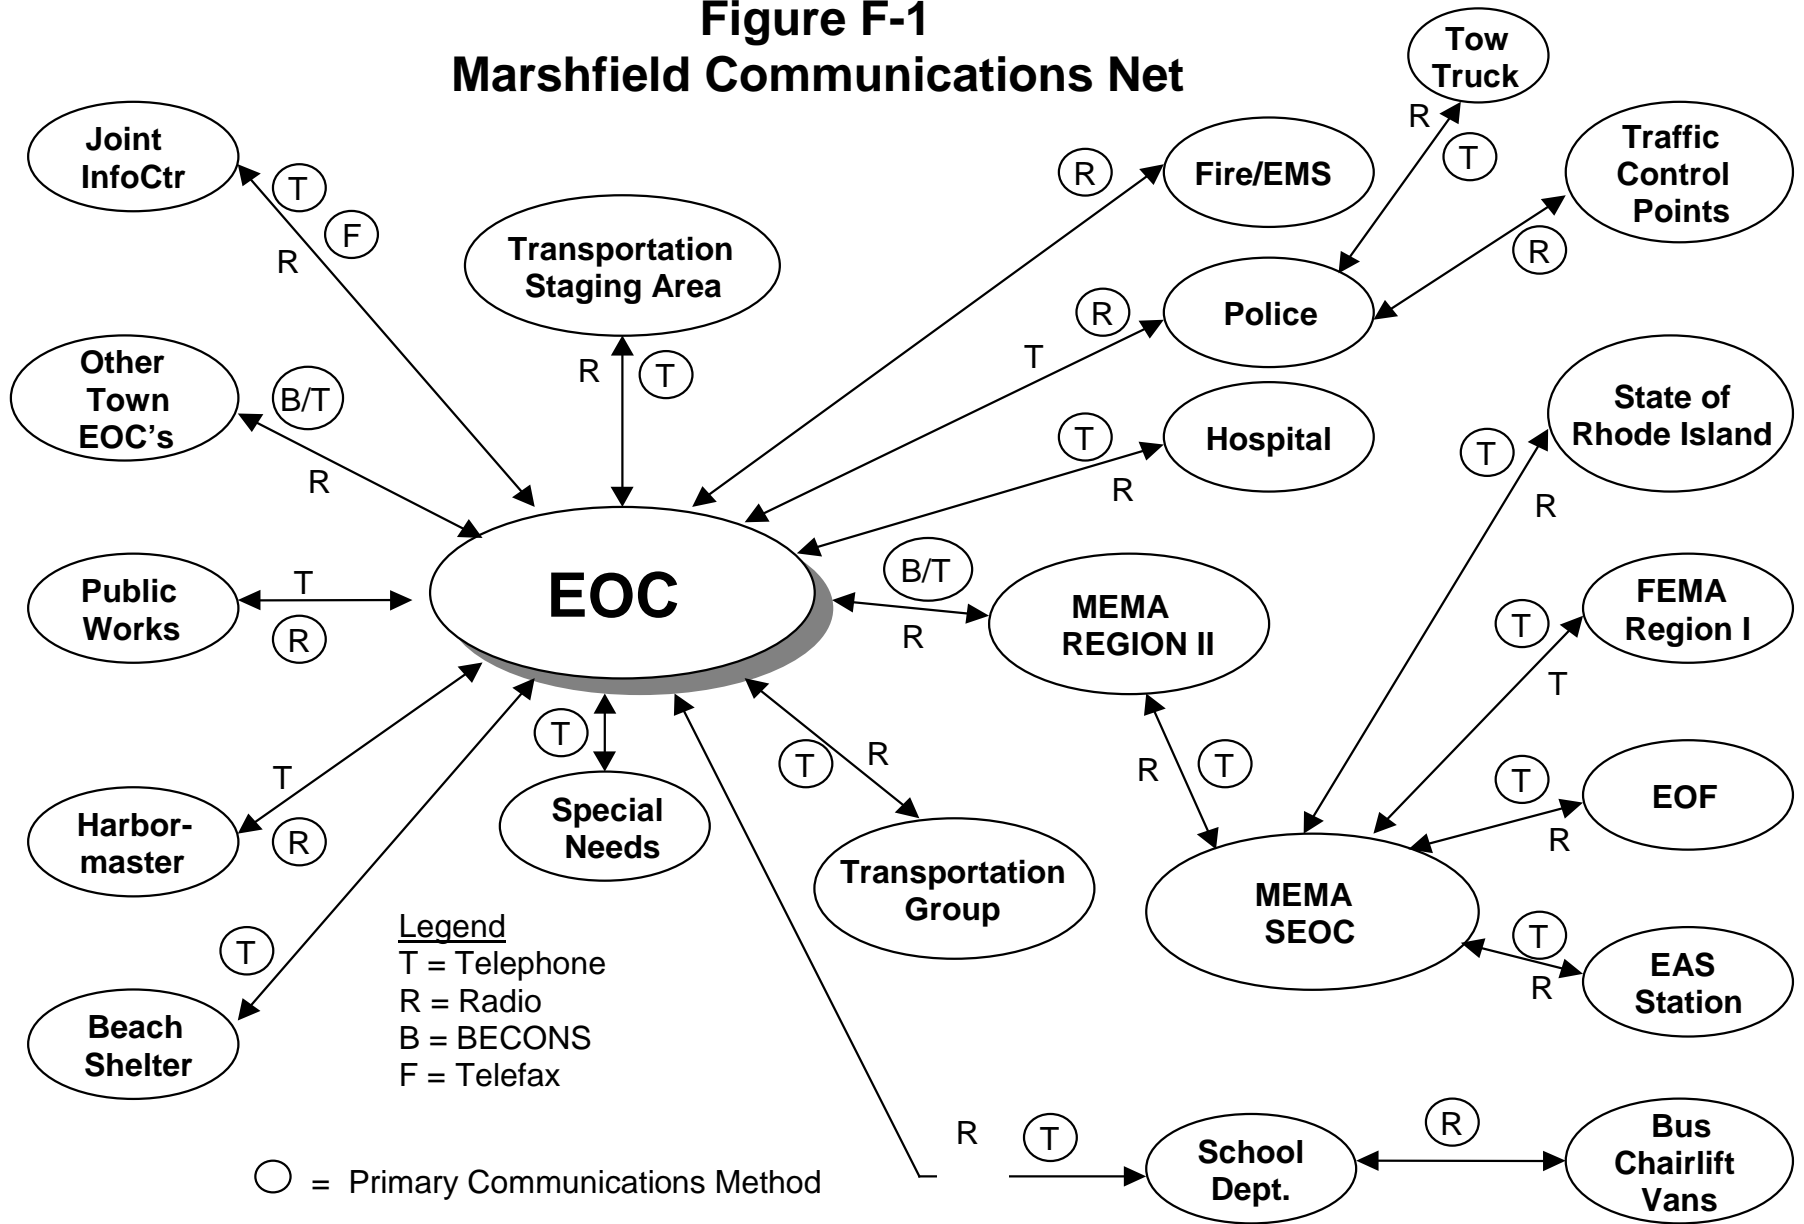 Figure F-1
Marshfield Communications Net
Tow
Truck
R
T
Joint
InfoCtr
T
F
R
Transportation
Staging Area
R
T
R
Fire/EMS
Traffic
Control
Points
R
R
T
Police
Other
Town
EOC's
B/T
R
T
R
Hospital
State of
Rhode Island
T
R
Public
Works
T
R
EOC
B/T
R
MEMA
REGION II
FEMA
Region I
T
T
T
R
T
R
R
T
T
R
EOF
Harbor-
master
T
R
Special
Needs
Transportation
Group
MEMA
SEOC
T
R
EAS
Station
T
Beach
Shelter
Legend
T = Telephone
R = Radio
B = BECONS
F = Telefax
R
T
School
Dept.
R
Bus
Chairlift
Vans
= Primary Communications Method